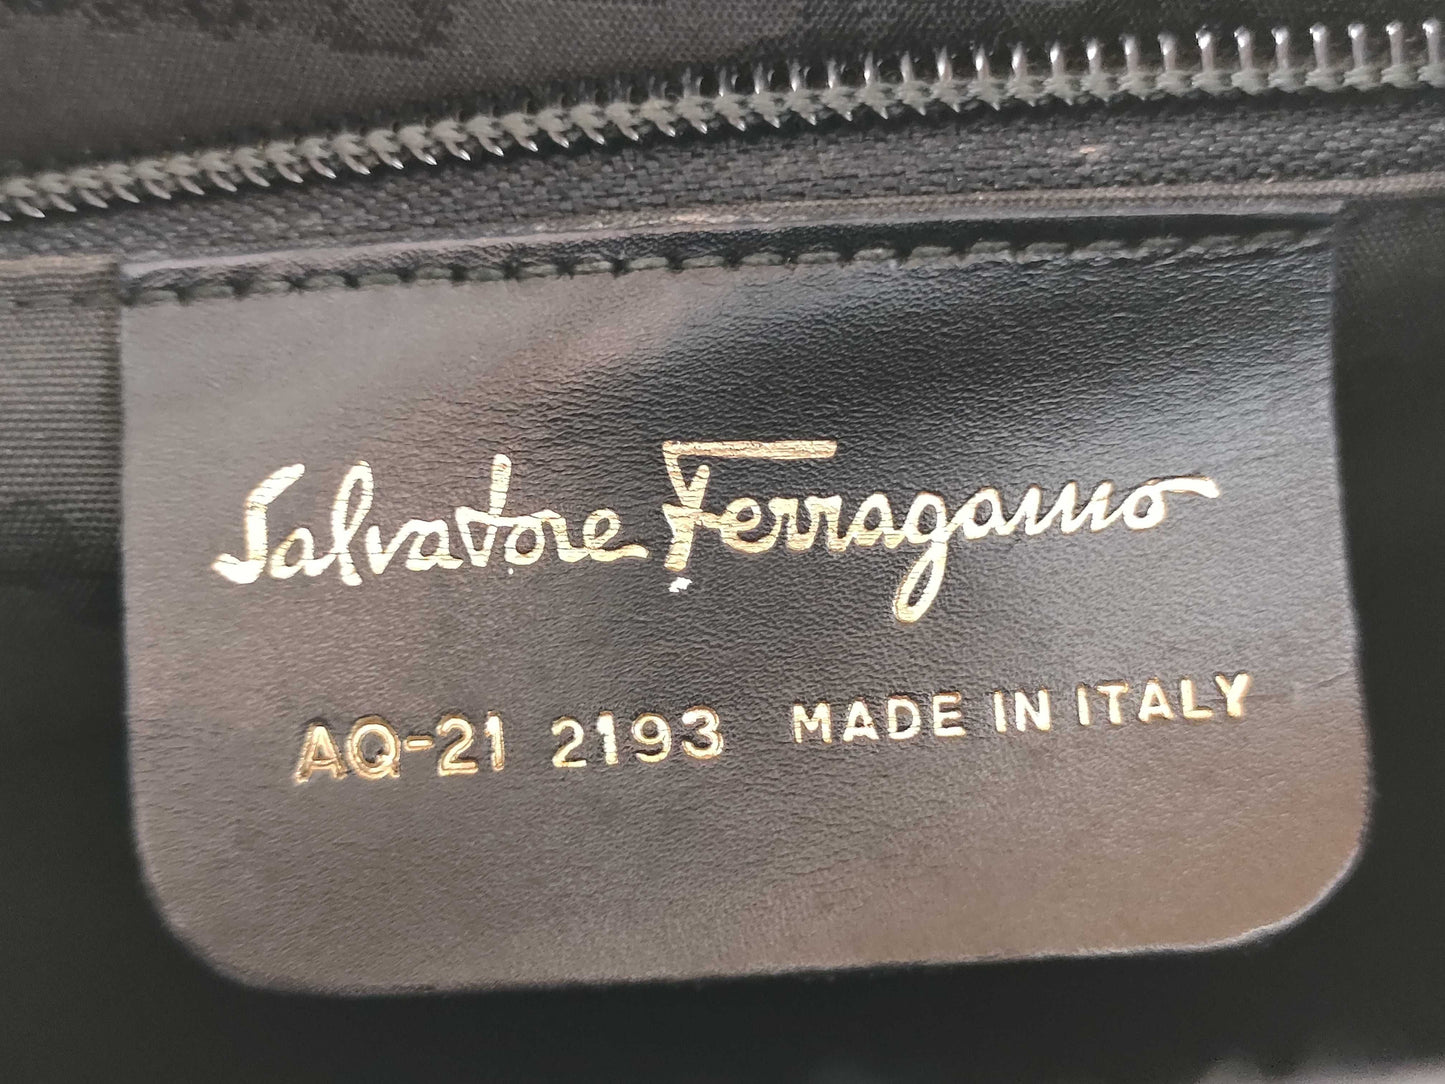 Salvatore Ferragamo
AQ-21 2193 MADE IN ITALY